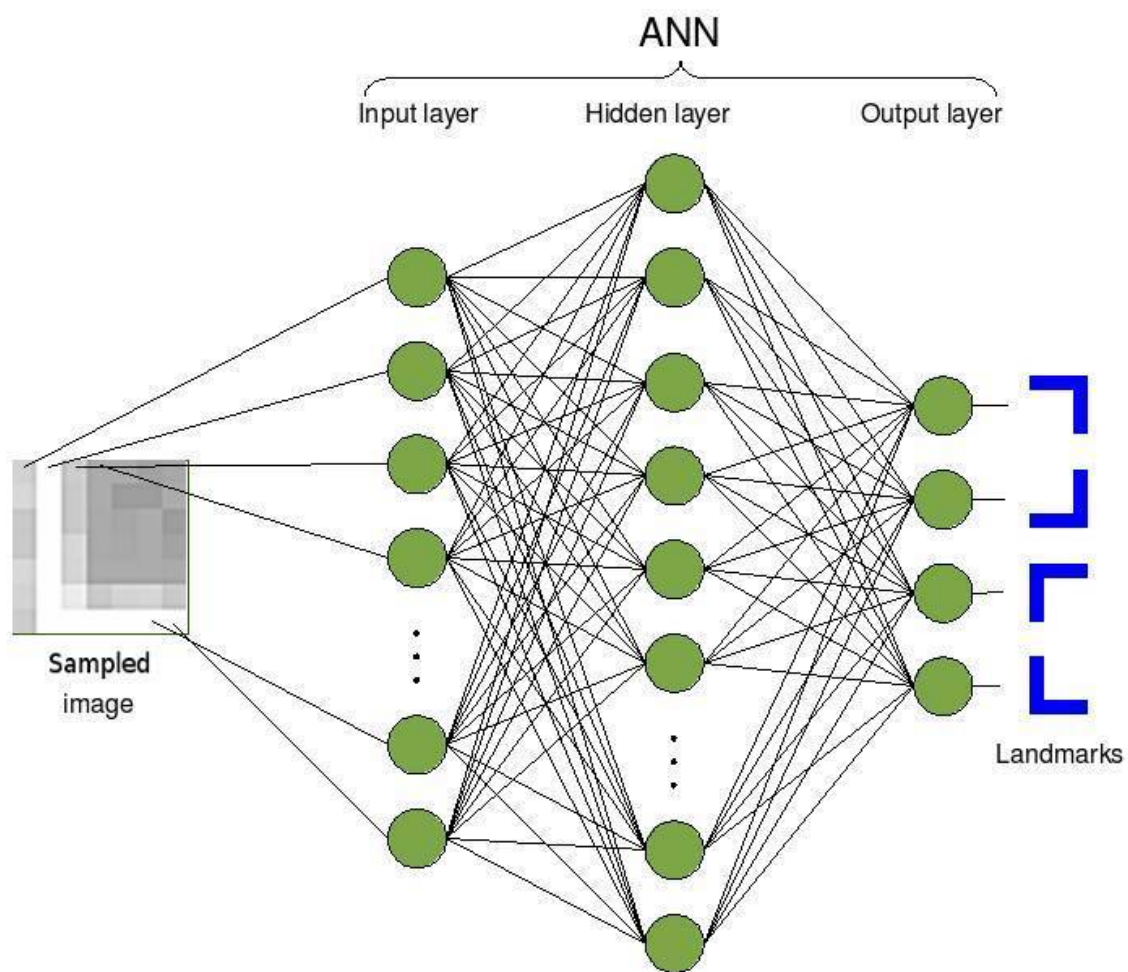 ANN
Input layer
Hidden layer
Output layer
Sampled
image
Landmarks